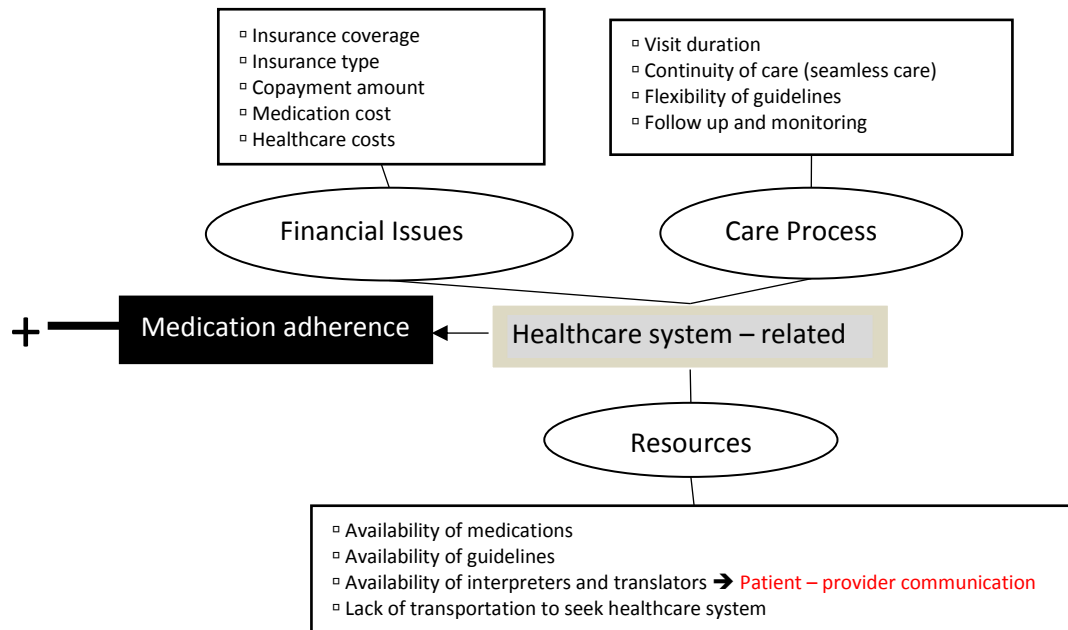 ▫ Insurance coverage
▫ Insurance type
▫ Copayment amount
▫ Medication cost
▫ Healthcare costs
▫ Visit duration
▫ Continuity of care (seamless care)
▫ Flexibility of guidelines
▫ Follow up and monitoring
Financial Issues
Care Process
+
Medication adherence
Healthcare system – related
Resources
▫ Availability of medications
▫ Availability of guidelines
▫ Availability of interpreters and translators ➔ Patient – provider communication
▫ Lack of transportation to seek healthcare system